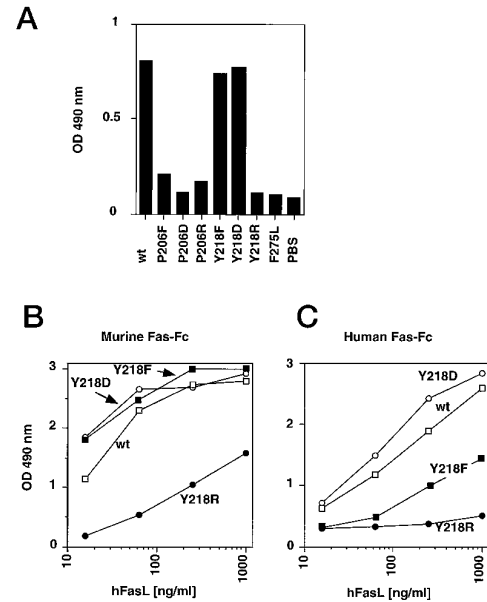 A
1
0.5
0
OD 490 nm
wt
P206F
P206D
P206R
Y218F
Y218D
Y218R
F275L
PBS
B
Murine Fas-Fc
3
2
1
0
OD 490 nm
Y218D
Y218F
wt
Y218R
10
100
1000
hFasL [ng/ml]
C
Human Fas-Fc
3
2
1
0
Y218D
wt
Y218F
Y218R
10
100
1000
hFasL [ng/ml]